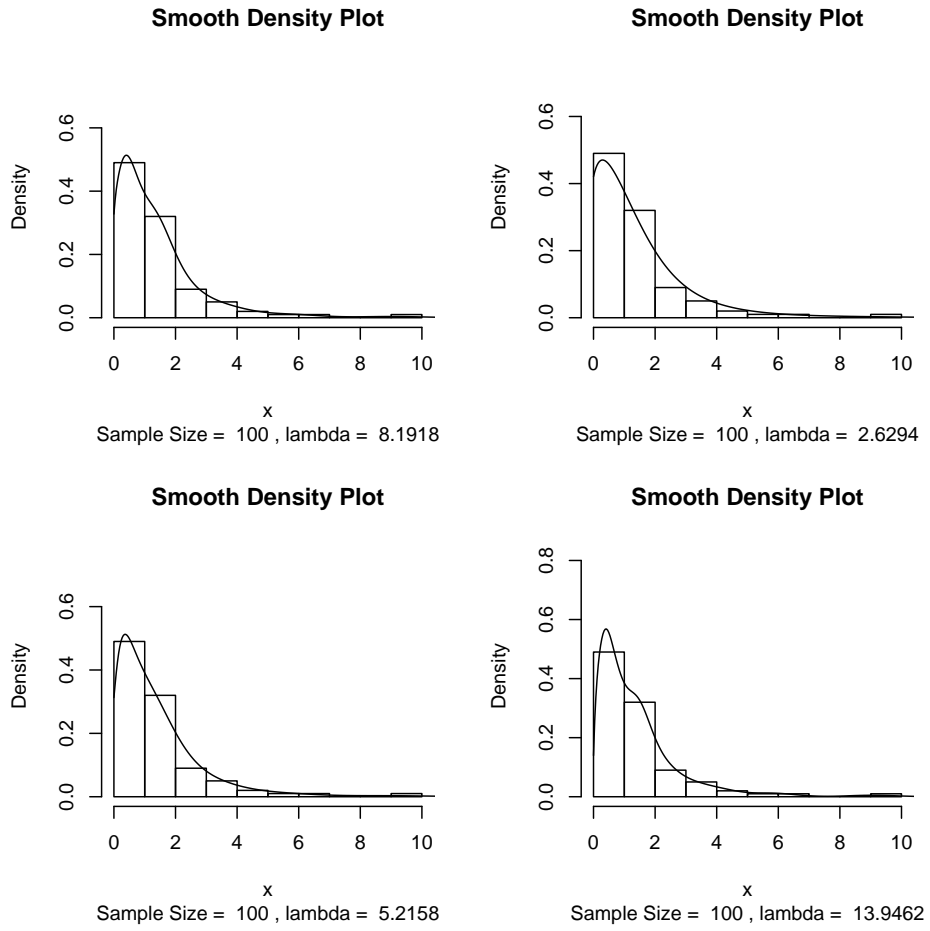 Smooth Density Plot
Density
0.0 0.2 0.4 0.6
0 2 4 6 8 10
x
Sample Size = 100 , lambda = 8.1918
Smooth Density Plot
Density
0.0 0.2 0.4 0.6
0 2 4 6 8 10
x
Sample Size = 100 , lambda = 2.6294
Smooth Density Plot
Density
0.0 0.2 0.4 0.6
0 2 4 6 8 10
x
Sample Size = 100 , lambda = 5.2158
Smooth Density Plot
Density
0.0 0.2 0.4 0.6 0.8
0 2 4 6 8 10
x
Sample Size = 100 , lambda = 13.9462